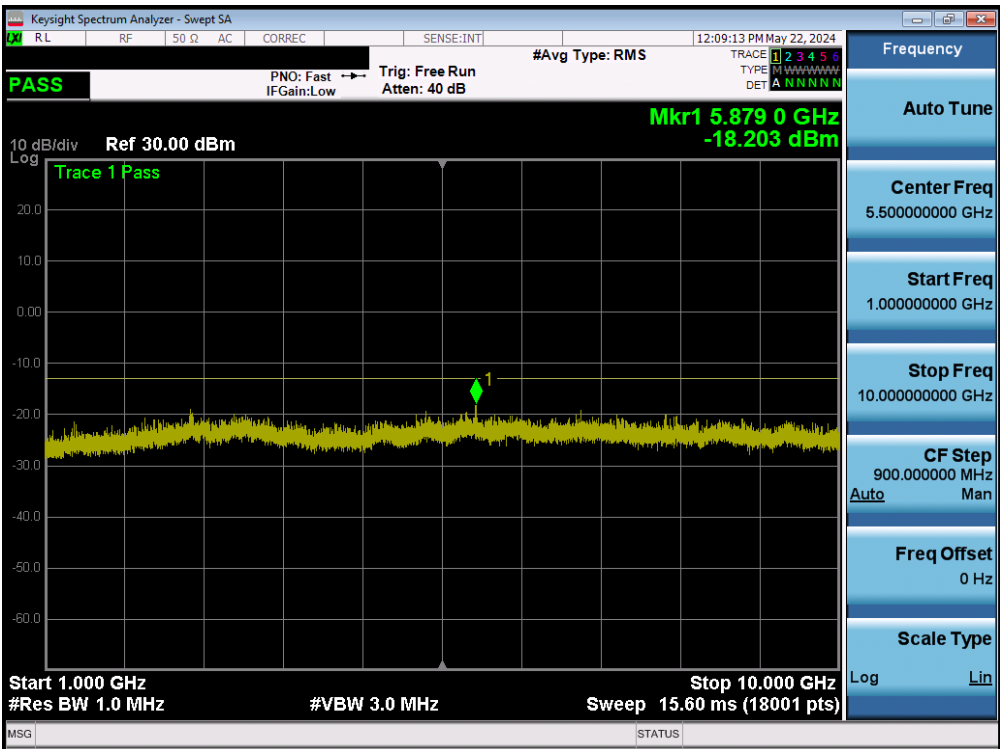 Keysight Spectrum Analyzer - Swept SA
LXI RL RF 50 Ω AC CORREC SENSE:INT 12:09:13 PM May 22, 2024
#Avg Type: RMS TRACE 1 2 3 4 5 6
PASS PNO: Fast Trig: Free Run TYPE M WWWWW
IFGain:Low Atten: 40 dB DET A N N N N N
Mkr1 5.879 0 GHz
-18.203 dBm
10 dB/div Ref 30.00 dBm
Log
Trace 1 Pass
20.0
10.0
0.00
-10.0
1
-20.0
-30.0
-40.0
-50.0
-60.0
Start 1.000 GHz Stop 10.000 GHz
#Res BW 1.0 MHz #VBW 3.0 MHz Sweep 15.60 ms (18001 pts)
MSG STATUS
Frequency
Auto Tune
Center Freq
5.500000000 GHz
Start Freq
1.000000000 GHz
Stop Freq
10.000000000 GHz
CF Step
900.000000 MHz
Auto Man
Freq Offset
0 Hz
Scale Type
Log Lin